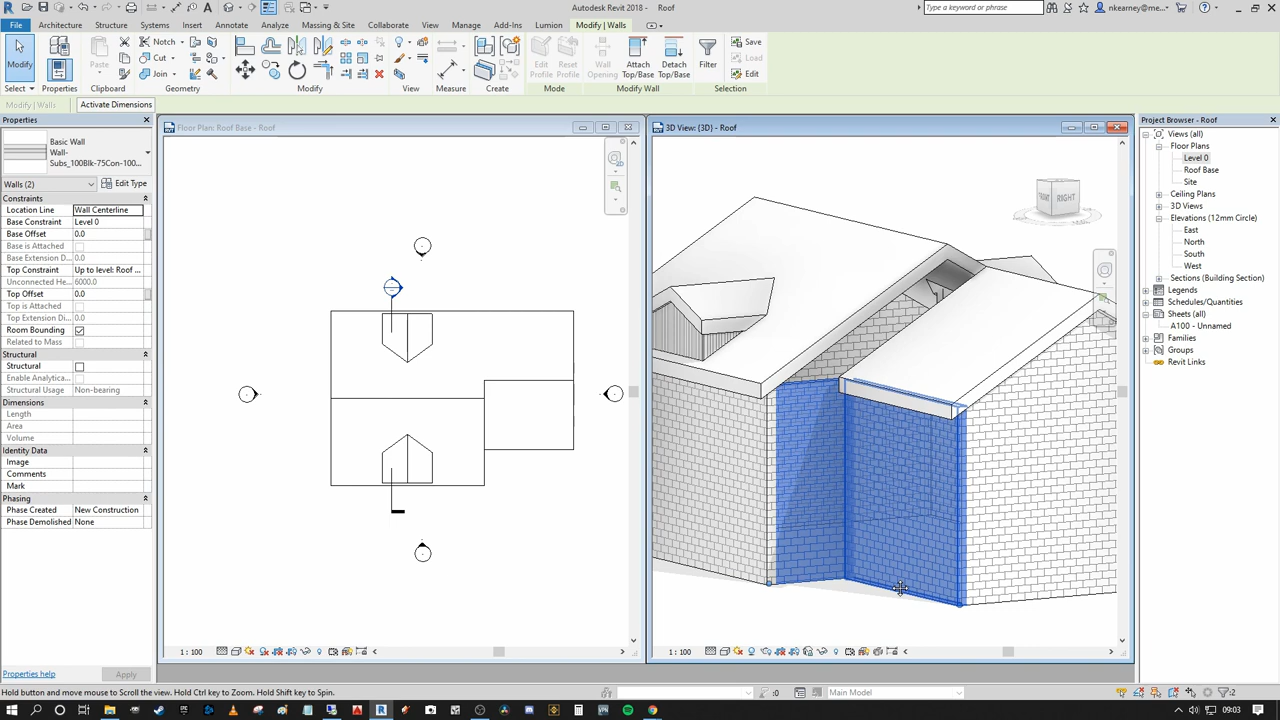 Autodesk Revit 2018 - Roof
Type a keyword or phrase
nkearney@me...
File Architecture Structure Systems Insert Annotate Analyze Massing & Site Collaborate View Manage Add-Ins Lumion Modify | Walls
Modify
Paste
Notch
Cut
Join
Edit Profile
Reset Profile
Wall Opening
Attach Top/Base
Detach Top/Base
Filter
Save
Load
Edit
Select Properties Clipboard Geometry Modify View Measure Create Mode Modify Wall Selection
Modify | Walls Activate Dimensions
Properties
Basic Wall
Wall-
Subs_100Blk-75Con-100...
Walls (2) Edit Type
Constraints
Location Line Wall Centerline
Base Constraint Level 0
Base Offset 0.0
Base is Attached
Base Extension D... 0.0
Top Constraint Up to level: Roof ...
Unconnected He... 6000.0
Top Offset 0.0
Top is Attached
Top Extension Di... 0.0
Room Bounding
Related to Mass
Structural
Structural
Enable Analytica...
Structural Usage Non-bearing
Dimensions
Length
Area
Volume
Identity Data
Image
Comments
Mark
Phasing
Phase Created New Construction
Phase Demolished None
Properties help Apply
Floor Plan: Roof Base - Roof
2D
1 : 100
3D View: {3D} - Roof
FRONT RIGHT
1 : 100
Project Browser - Roof
Views (all)
Floor Plans
Level 0
Roof Base
Site
Ceiling Plans
3D Views
Elevations (12mm Circle)
East
North
South
West
Sections (Building Section)
Legends
Schedules/Quantities
Sheets (all)
A100 - Unnamed
Families
Groups
Revit Links
Hold button and move mouse to Scroll the view. Hold Ctrl key to Zoom. Hold Shift key to Spin.
:0
Main Model
:2
09:03